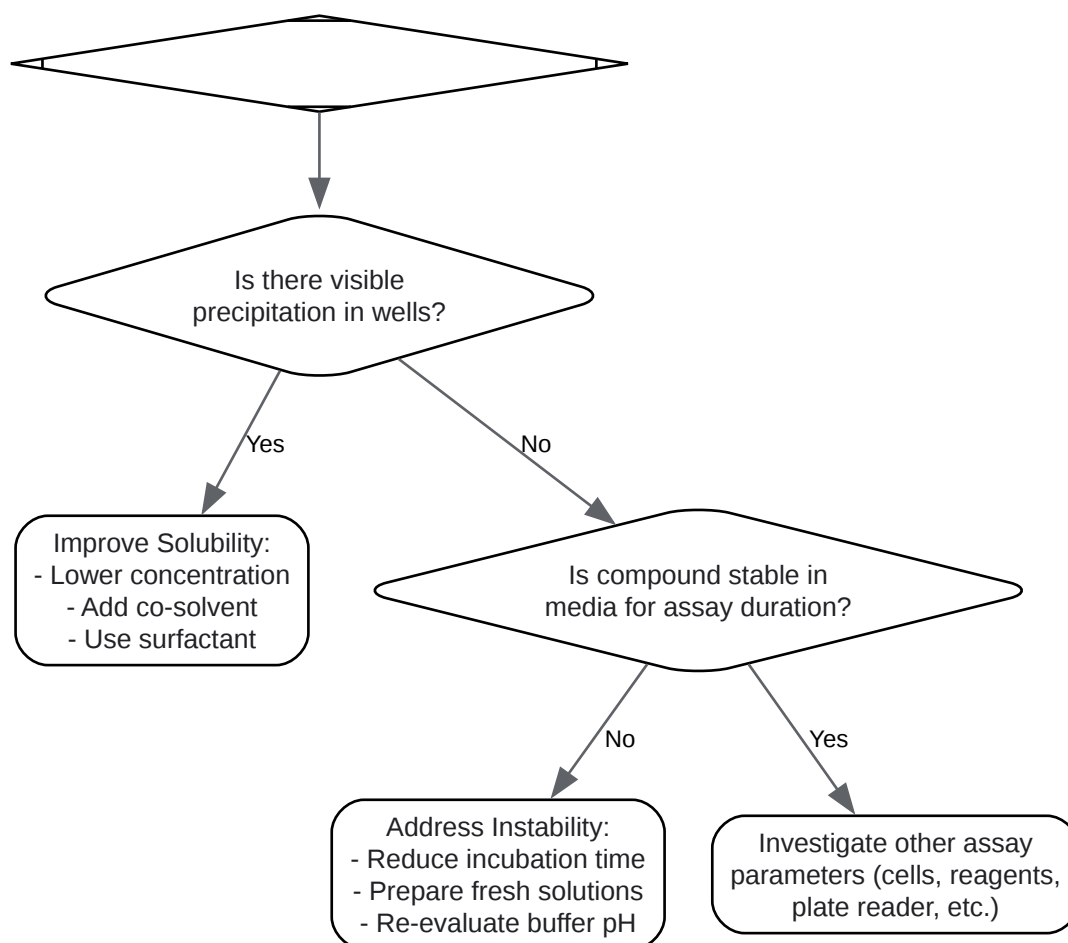 Is there visible
precipitation in wells?
Yes
No
Improve Solubility:
- Lower concentration
- Add co-solvent
- Use surfactant
Is compound stable in
media for assay duration?
No
Yes
Address Instability:
- Reduce incubation time
- Prepare fresh solutions
- Re-evaluate buffer pH
Investigate other assay
parameters (cells, reagents,
plate reader, etc.)